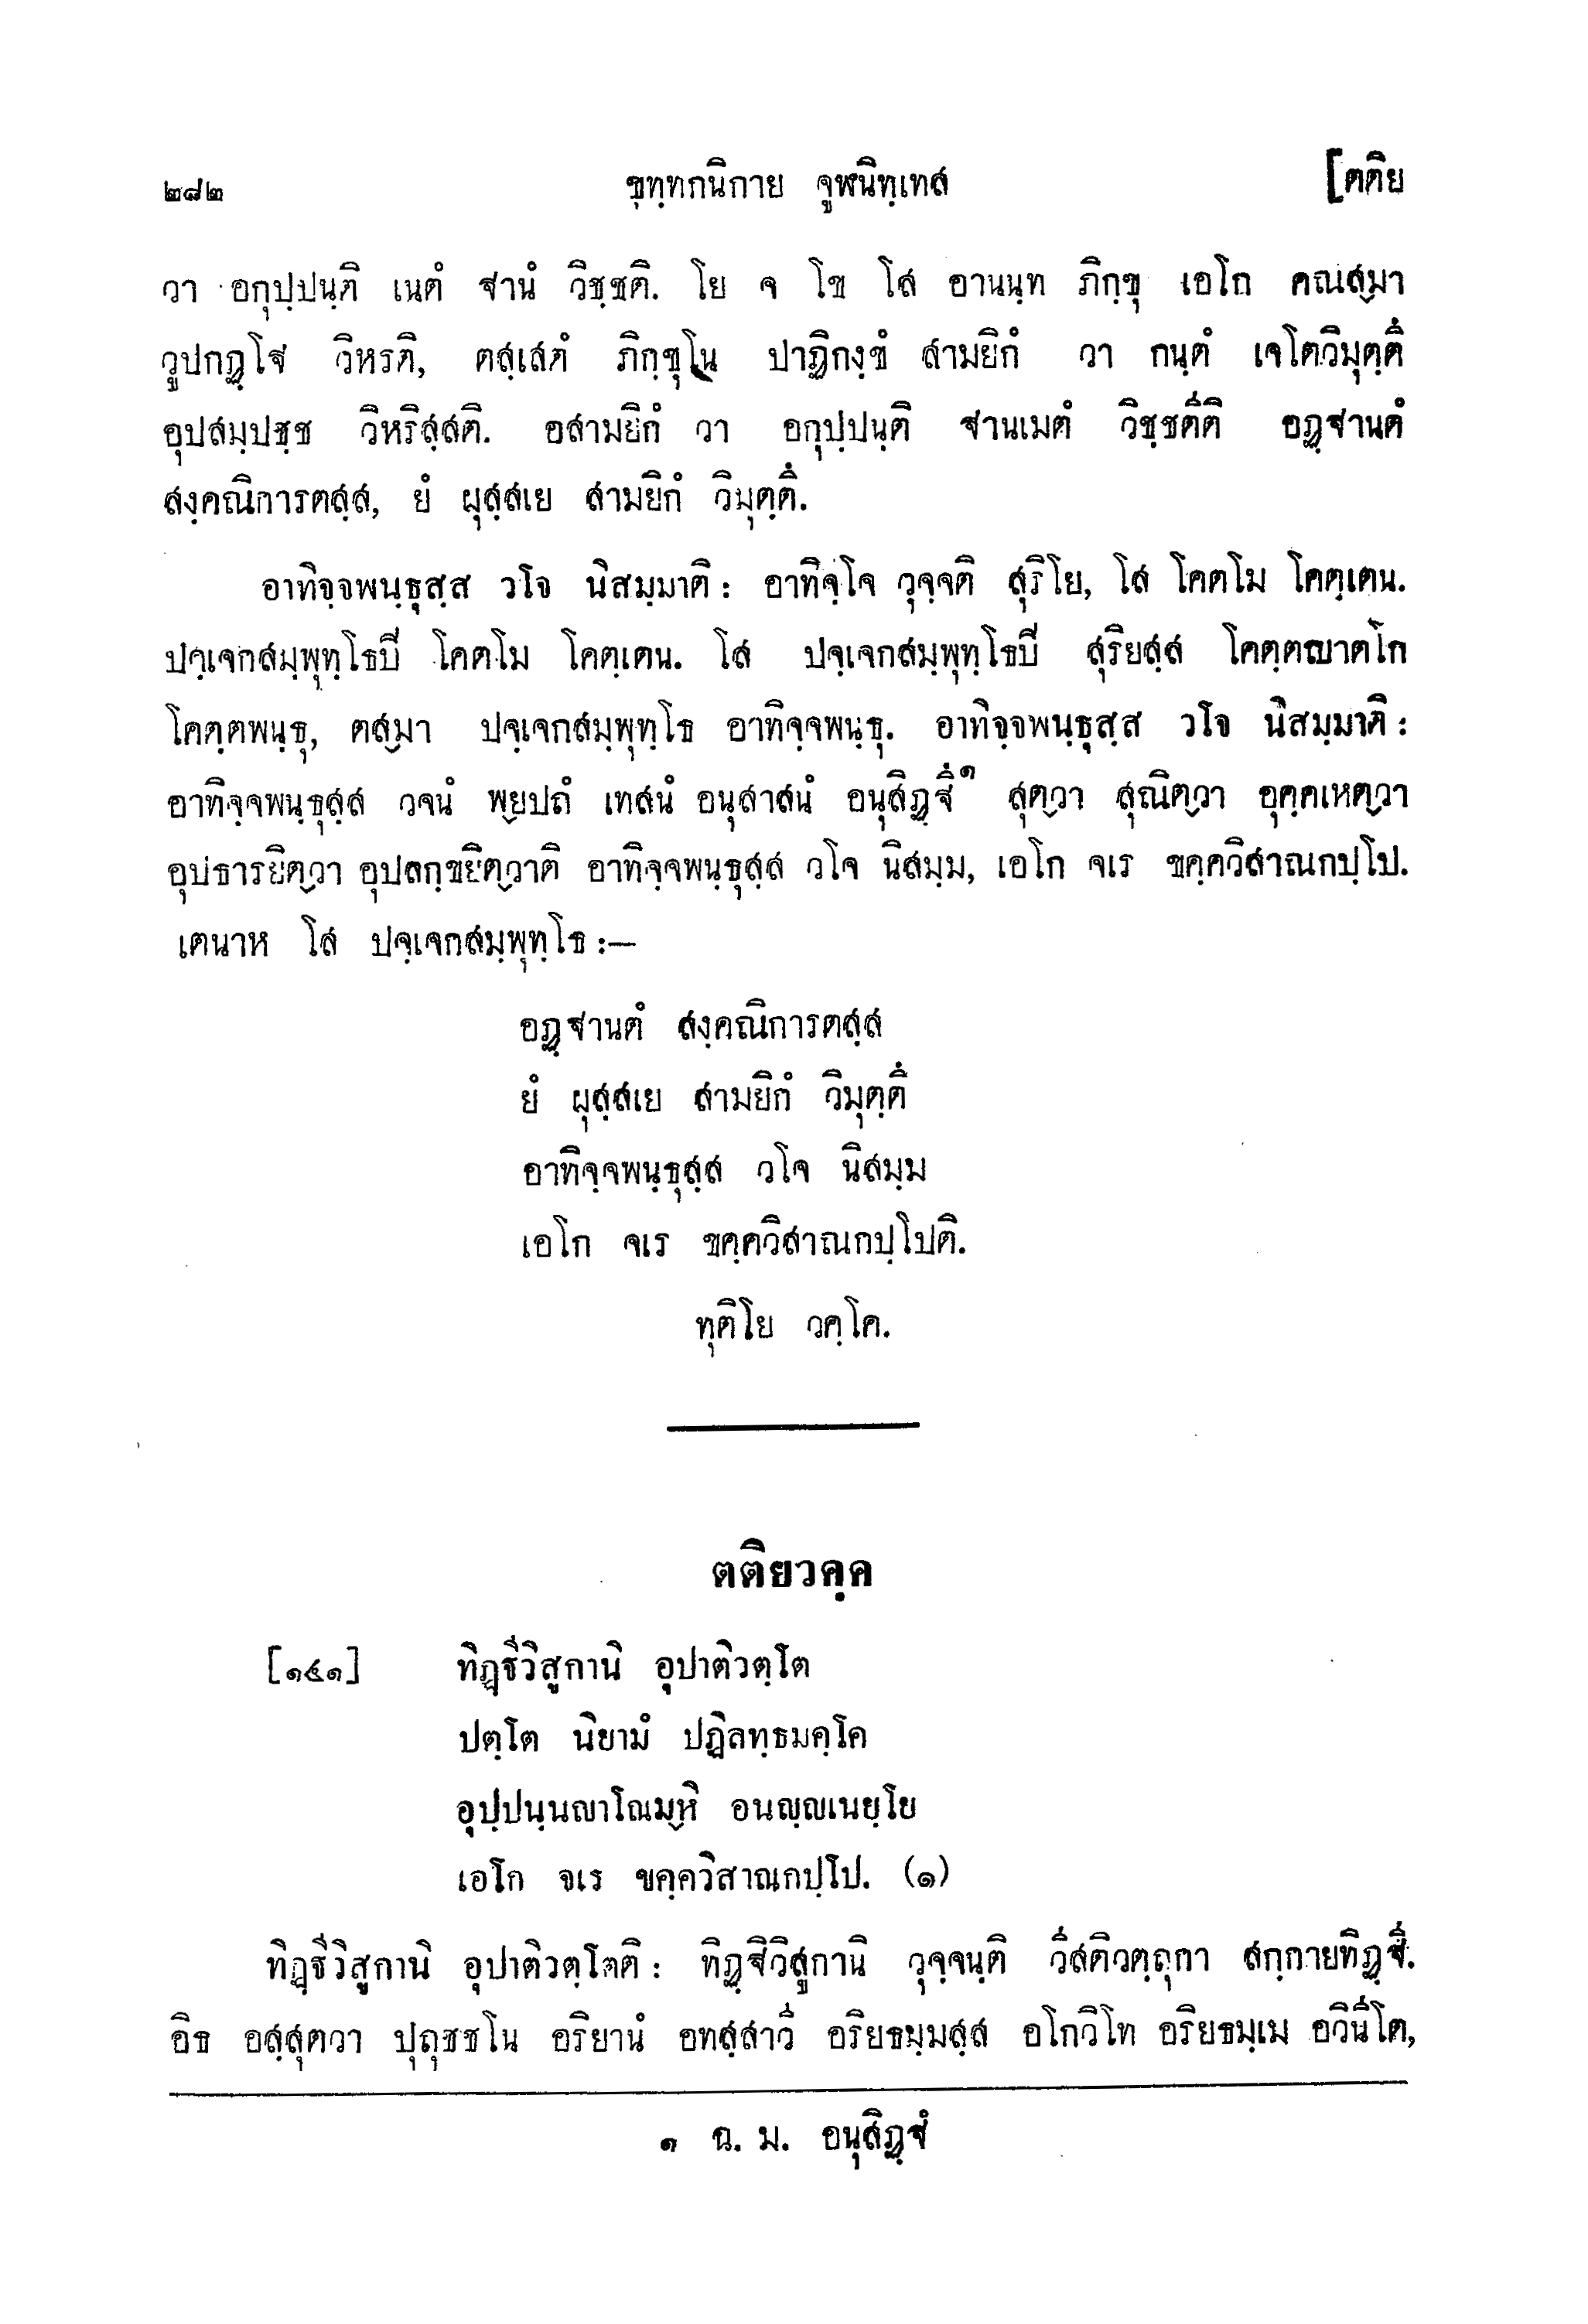 ๒๘๒ ขุทฺทกนิกาย จูฬนิทฺเทส [ตติย
วา อกุปฺปนฺติ เนตํ ฐานํ วิชฺชติ. โย จ โข โส อานนฺท ภิกฺขุ เอโก คณสฺมา
วูปกฏฺโฐ วิหรติ, ตสฺเสตํ ภิกฺขุโน ปาฏิกงฺขํ สามยิกํ วา กนฺตํ เจโตวิมุตฺตึ
อุปสมฺปชฺช วิหริสฺสติ. อสามยิกํ วา อกุปฺปนฺติ ฐานเมตํ วิชฺชตีติ อฏฺฐานตํ
สงฺคณิการตสฺส, ยํ ผุสฺสเย สามยิกํ วิมุตฺตึ.
อาทิจฺจพนฺธุสฺส วโจ นิสมฺมาติ : อาทิจฺโจ วุจฺจติ สุริโย, โส โคตโม โคตฺเตน.
ปจฺเจกสมฺพุทฺโธปี โคตโม โคตฺเตน. โส ปจฺเจกสมฺพุทฺโธปี สุริยสฺส โคตฺตญาตโก
โคตฺตพนฺธุ, ตสฺมา ปจฺเจกสมฺพุทฺโธ อาทิจฺจพนฺธุ. อาทิจฺจพนฺธุสฺส วโจ นิสมฺมาติ :
อาทิจฺจพนฺธุสฺส วจนํ พฺยปถํ เทสนํ อนุสาสนํ อนุสิฏฺฐึ๑ สุตฺวา สุณิตฺวา อุคฺคเหตฺวา
อุปธารยิตฺวา อุปลกฺขยิตฺวาติ อาทิจฺจพนฺธุสฺส วโจ นิสมฺม, เอโก จเร ขคฺควิสาณกปฺโป.
เตนาห โส ปจฺเจกสมฺพุทฺโธ :—
อฏฺฐานตํ สงฺคณิการตสฺส
ยํ ผุสฺสเย สามยิกํ วิมุตฺตึ
อาทิจฺจพนฺธุสฺส วโจ นิสมฺม
เอโก จเร ขคฺควิสาณกปฺโปติ.
ทุติโย วคฺโค.
ตติยวคฺค
[๑๔๑] ทิฏฺฐีวิสูกานิ อุปาติวตฺโต
ปตฺโต นิยามํ ปฏิลทฺธมคฺโค
อุปฺปนฺนญาโณมฺหิ อนญฺญเนยฺโย
เอโก จเร ขคฺควิสาณกปฺโป. (๑)
ทิฏฺฐีวิสูกานิ อุปาติวตฺโตติ : ทิฏฺฐิวิสูกานิ วุจฺจนฺติ วีสติวตฺถุกา สกฺกายทิฏฺฐี.
อิธ อสฺสุตวา ปุถุชชโน อริยานํ อทสฺสาวี อริยธมฺมสฺส อโกวิโท อริยธมฺเม อวินีโต,
๑ ฉ. ม. อนุสิฏฺฐํ